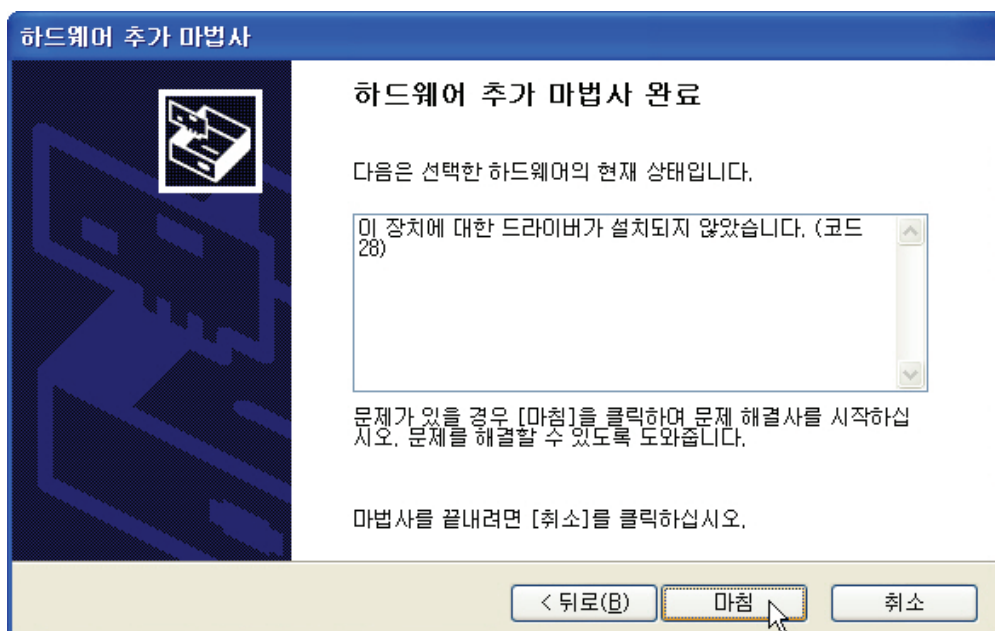 하드웨어 추가 마법사
하드웨어 추가 마법사 완료
다음은 선택한 하드웨어의 현재 상태입니다.
이 장치에 대한 드라이버가 설치되지 않았습니다. (코드
28)
문제가 있을 경우 [마침]을 클릭하여 문제 해결사를 시작하십
시오. 문제를 해결할 수 있도록 도와줍니다.
마법사를 끝내려면 [취소]를 클릭하십시오.
< 뒤로(B)
마침
취소